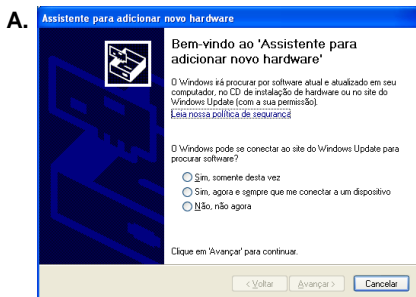 A.
Assistente para adicionar novo hardware
Bem-vindo ao 'Assistente para
adicionar novo hardware'
O Windows irá procurar por software atual e atualizado em seu
computador, no CD de instalação de hardware ou no site do
Windows Update (com a sua permissão).
Leia nossa política de segurança
O Windows pode se conectar ao site do Windows Update para
procurar software?
Sim, somente desta vez
Sim, agora e sempre que me conectar a um dispositivo
Não, não agora
Clique em 'Avançar' para continuar.
< Voltar
Avançar >
Cancelar